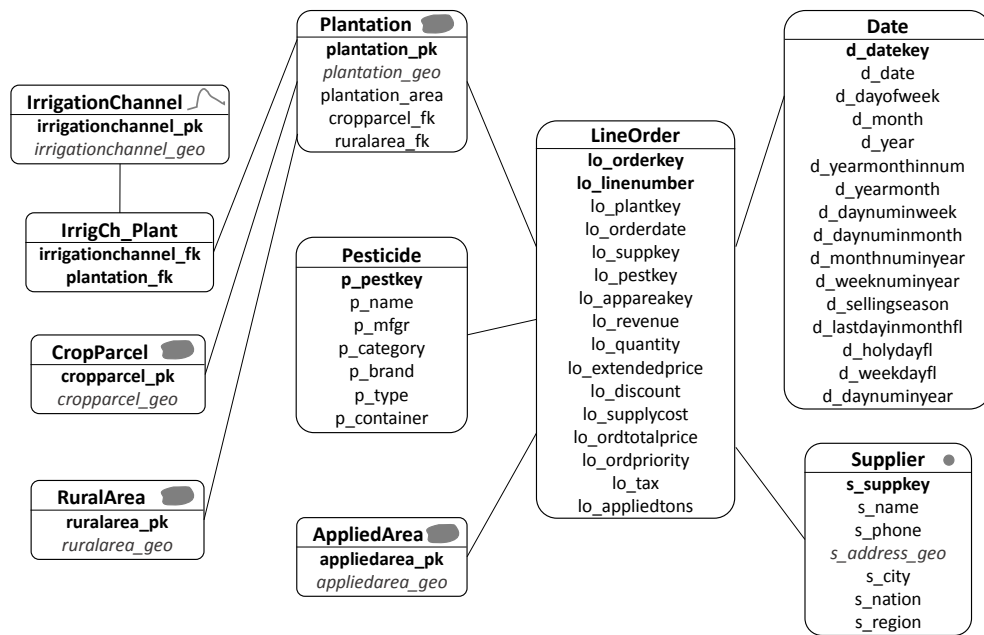 Plantation
plantation_pk
plantation_geo
plantation_area
cropparcel_fk
ruralarea_fk
IrrigationChannel
irrigationchannel_pk
irrigationchannel_geo
IrrigCh_Plant
irrigationchannel_fk
plantation_fk
CropParcel
cropparcel_pk
cropparcel_geo
RuralArea
ruralarea_pk
ruralarea_geo
Pesticide
p_pestkey
p_name
p_mfgr
p_category
p_brand
p_type
p_container
AppliedArea
appliedarea_pk
appliedarea_geo
LineOrder
lo_orderkey
lo_linenumber
lo_plantkey
lo_orderdate
lo_suppkey
lo_pestkey
lo_appareakey
lo_revenue
lo_quantity
lo_extendedprice
lo_discount
lo_supplycost
lo_ordtotalprice
lo_ordpriority
lo_tax
lo_appliedtons
Date
d_datekey
d_date
d_dayofweek
d_month
d_year
d_yearmonthinnum
d_yearmonth
d_daynuminweek
d_daynuminmonth
d_monthnuminyear
d_weeknuminyear
d_sellingseason
d_lastdayinmonthfl
d_holydayfl
d_weekdayfl
d_daynuminyear
Supplier
s_suppkey
s_name
s_phone
s_address_geo
s_city
s_nation
s_region